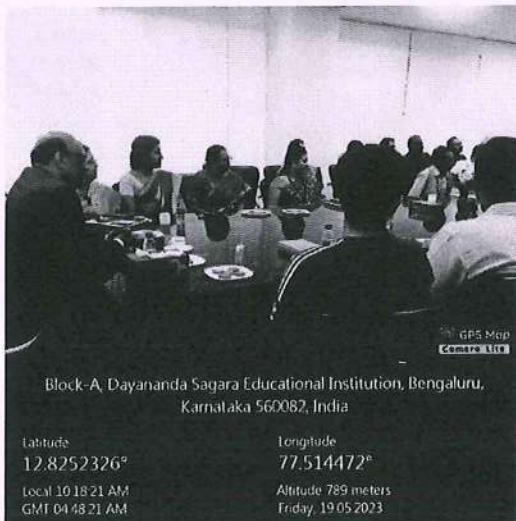 GPS Map
Camera Lite
Block-A, Dayananda Sagara Educational Institution, Bengaluru,
Karnataka 560082, India
Latitude
12.8252326°
Longitude
77.514472°
Local 10:18:21 AM
GMT 04:48:21 AM
Altitude 789 meters
Friday, 19.05.2023